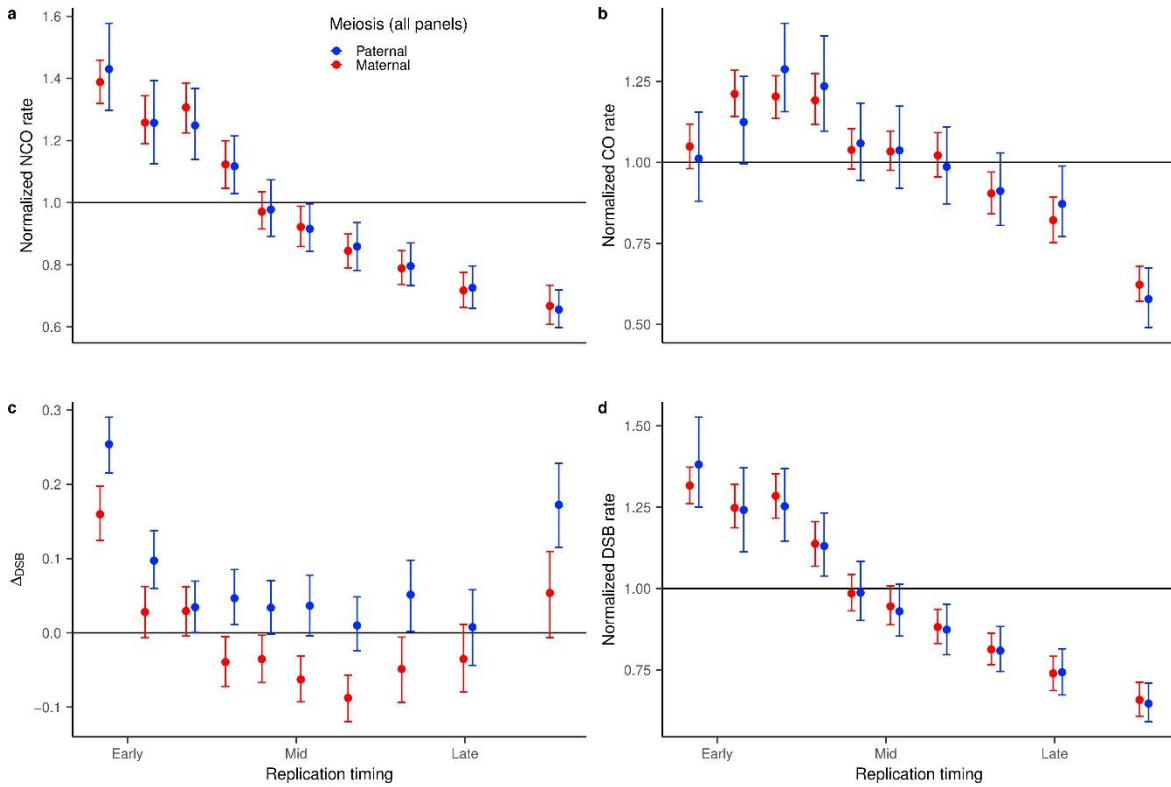 a
Meiosis (all panels)
Paternal
Maternal
Normalized NCO rate
1.6
1.4
1.2
1.0
0.8
0.6
b
Normalized CO rate
1.25
1.00
0.75
0.50
c
ΔDSB
0.3
0.2
0.1
0.0
−0.1
Early Mid Late
Replication timing
d
Normalized DSB rate
1.50
1.25
1.00
0.75
Early Mid Late
Replication timing